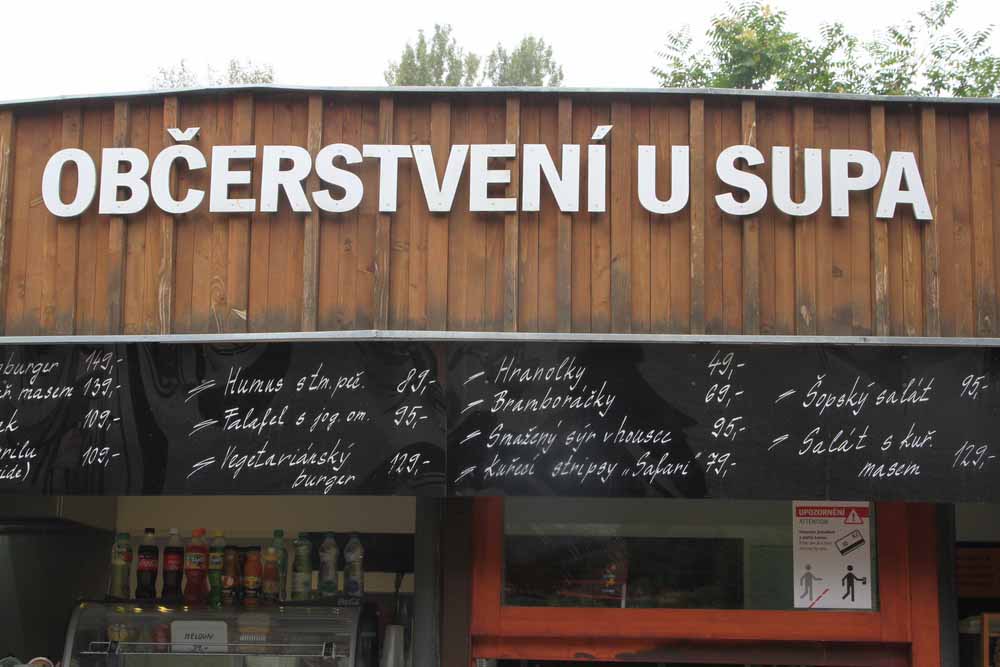 OBČERSTVENÍ U SUPA
burger 149,-
masem 139,-
109,-
109,-
Humus s tm. peč. 89,-
Falafel s jog. om. 95,-
Vegetariánský burger 129,-
Hranolky 49,-
Bramboráčky 69,-
Smažený sýr v housce 95,-
Kuřecí stripsy „Safari" 79,-
Šopský salát 95,-
Salát s kuř. masem 129,-
UPOZORNĚNÍ
ATTENTION
MELOUN